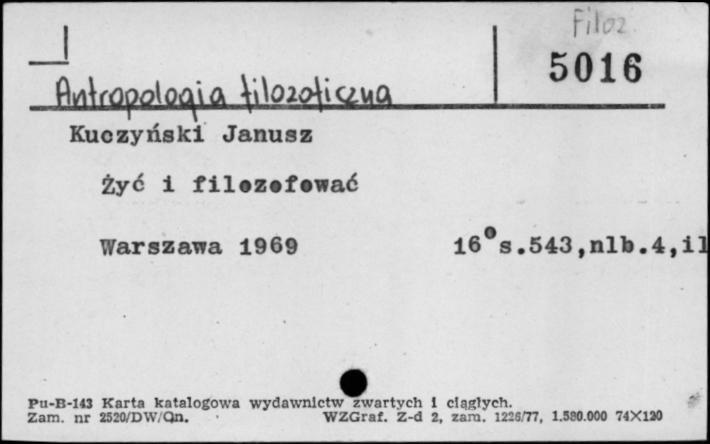 Filoz
5016
Antropologia filozoficzna
Kuczyński Janusz
Żyć i filozofować
Warszawa 1969 16° s.543,nlb.4,il
Pu-B-143 Karta katalogowa wydawnictw zwartych i ciągłych.
Zam. nr 2520/DW/Qn. WZGraf. Z-d 2, zam. 1226/77, 1.580.000 74X120